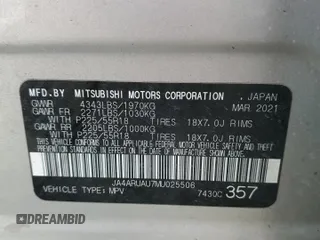 MFD.BY MITSUBISHI MOTORS CORPORATION , JAPAN
GVWR 4343LBS/1970KG MAR.2021
GAWR FR 2271LBS/1030KG
WITH P225/55R18 TIRES 18X7.0J RIMS
GAWR RR 2205LBS/1000KG
WITH P225/55R18 TIRES 18X7.0J RIMS
JA4ARUAU7MU025506
VEHICLE TYPE: MPV 7430C 357